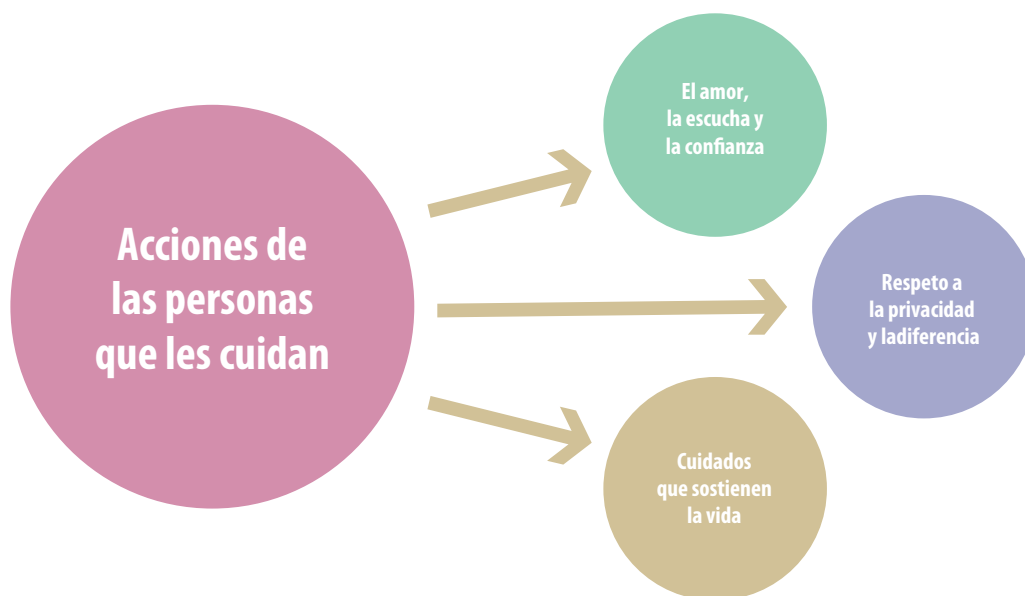 Acciones de
las personas
que les cuidan
El amor,
la escucha y
la confianza
Respeto a
la privacidad
y ladiferencia
Cuidados
que sostienen
la vida